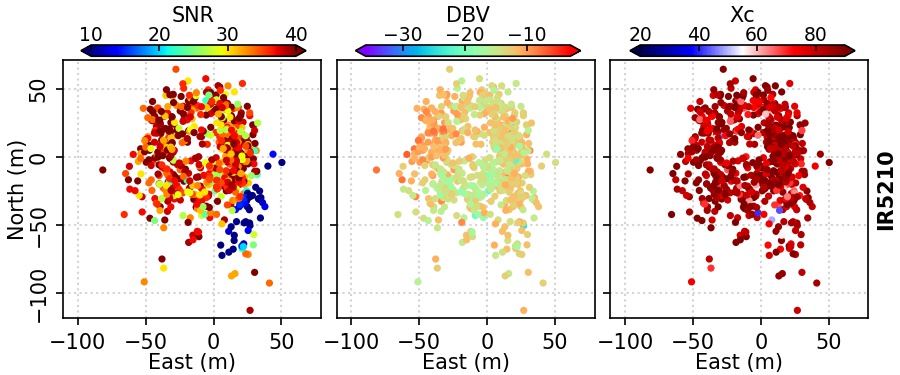 SNR DBV Xc
10 20 30 40 −30 −20 −10 20 40 60 80
50
0
−50
−100
North (m)
−100 −50 0 50 −100 −50 0 50 −100 −50 0 50
East (m) East (m) East (m)
IR5210